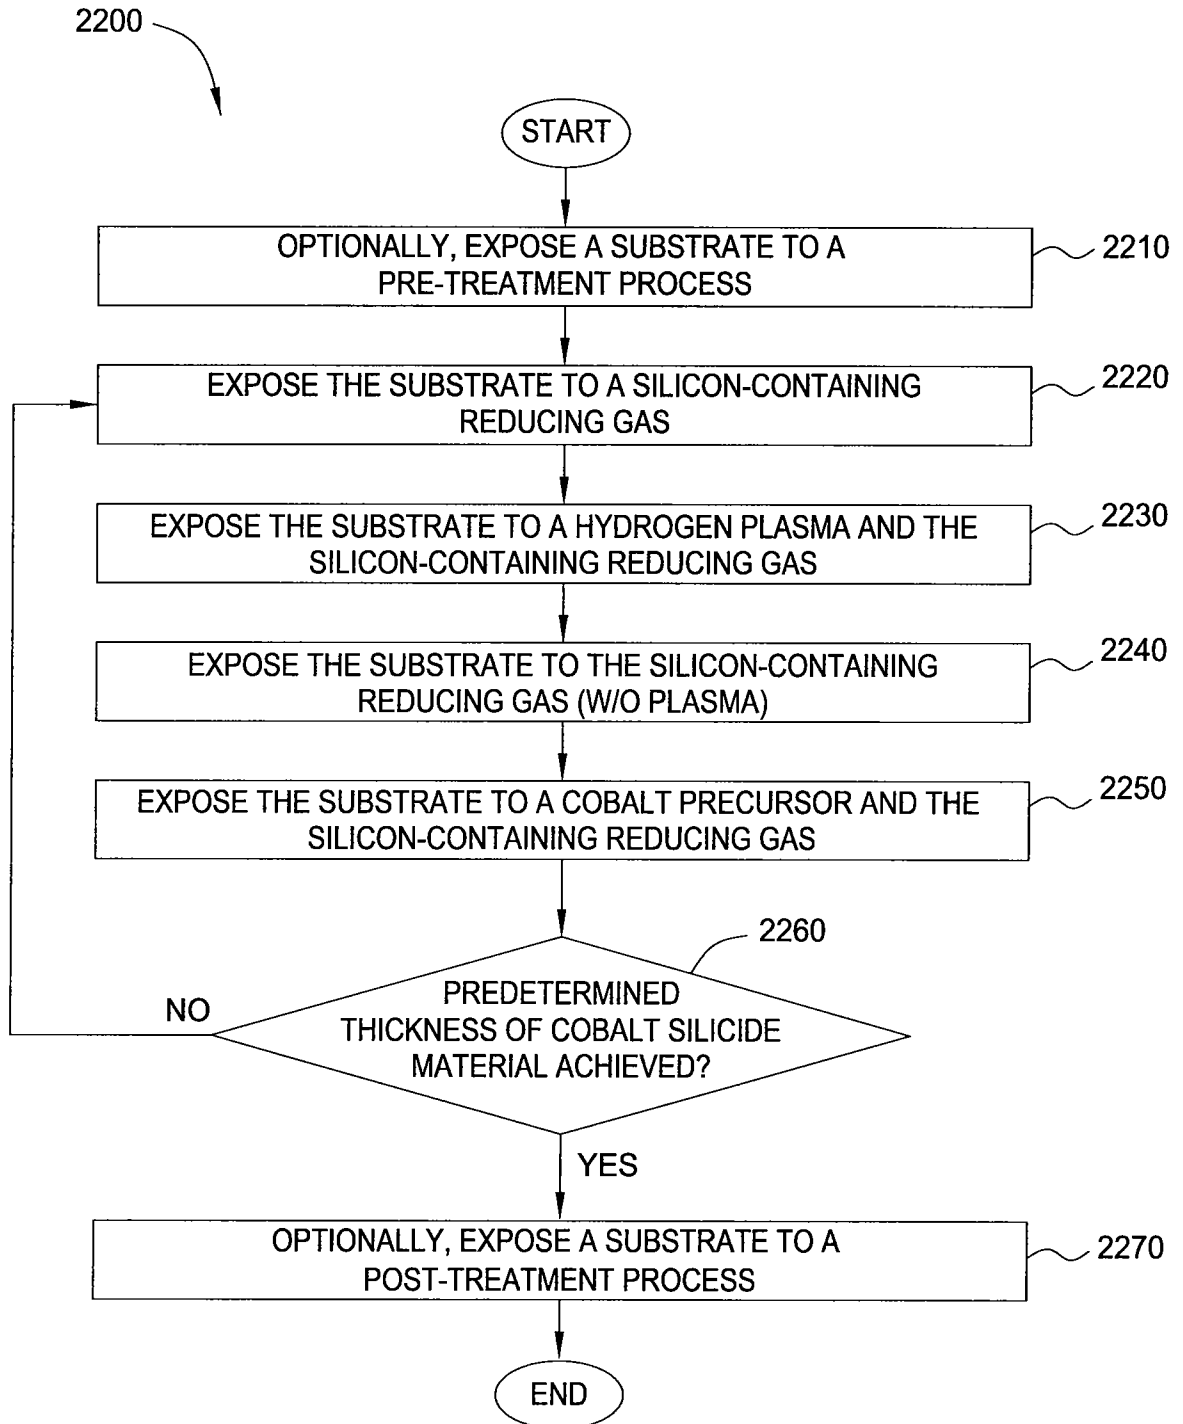 2200
START
OPTIONALLY, EXPOSE A SUBSTRATE TO A
PRE-TREATMENT PROCESS
2210
EXPOSE THE SUBSTRATE TO A SILICON-CONTAINING
REDUCING GAS
2220
EXPOSE THE SUBSTRATE TO A HYDROGEN PLASMA AND THE
SILICON-CONTAINING REDUCING GAS
2230
EXPOSE THE SUBSTRATE TO THE SILICON-CONTAINING
REDUCING GAS (W/O PLASMA)
2240
EXPOSE THE SUBSTRATE TO A COBALT PRECURSOR AND THE
SILICON-CONTAINING REDUCING GAS
2250
2260
PREDETERMINED
THICKNESS OF COBALT SILICIDE
MATERIAL ACHIEVED?
NO
YES
OPTIONALLY, EXPOSE A SUBSTRATE TO A
POST-TREATMENT PROCESS
2270
END